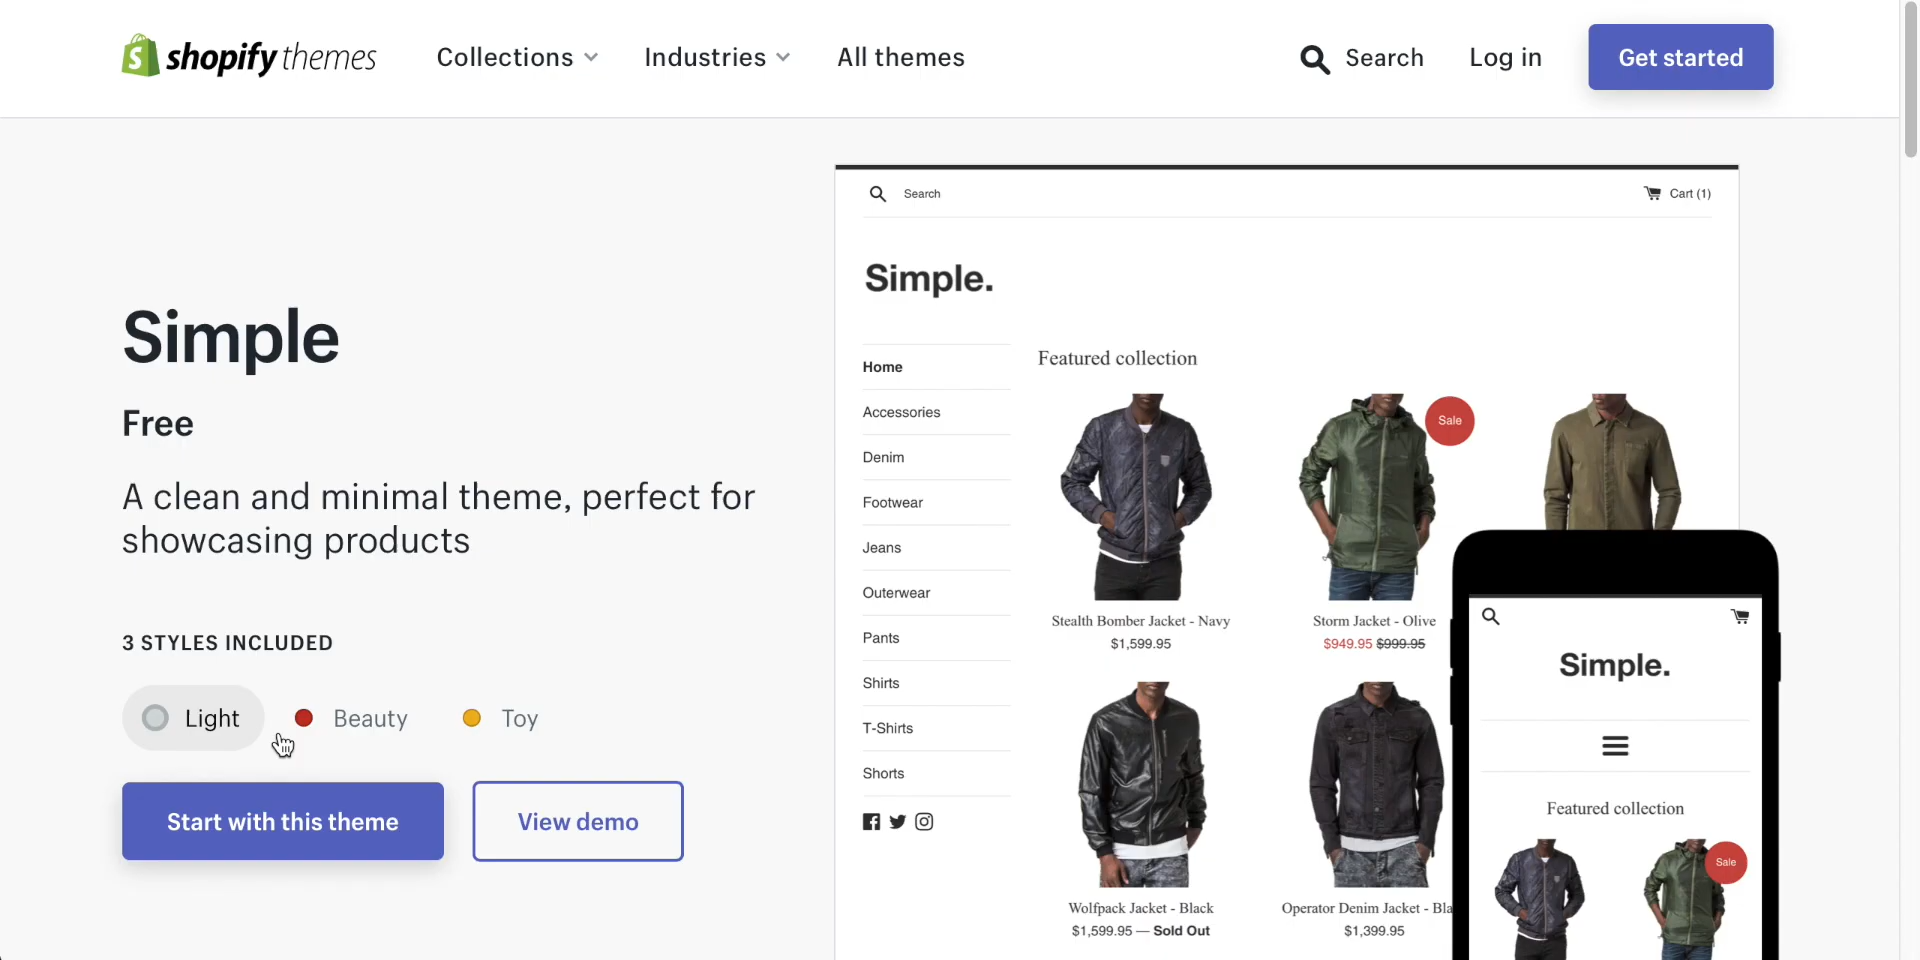 shopify themes
Collections
Industries
All themes
Search
Log in
Get started
Simple
Free
A clean and minimal theme, perfect for
showcasing products
3 STYLES INCLUDED
Light
Beauty
Toy
Start with this theme
View demo
Search
Cart (1)
Simple.
Home
Accessories
Denim
Footwear
Jeans
Outerwear
Pants
Shirts
T-Shirts
Shorts
Featured collection
Sale
Stealth Bomber Jacket - Navy
$1,599.95
Storm Jacket - Olive
$949.95 $999.95
Wolfpack Jacket - Black
$1,599.95 — Sold Out
Operator Denim Jacket - Bla
$1,399.95
Simple.
Featured collection
Sale